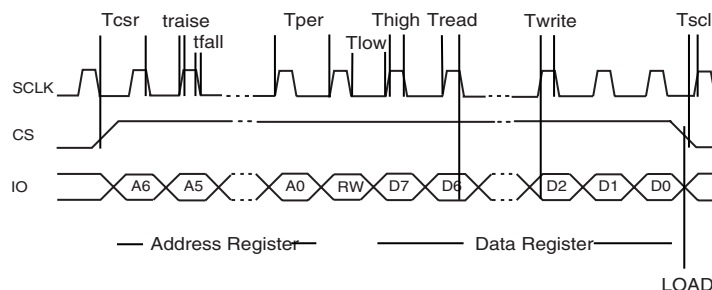 Tcsr traise tfall Tper Tlow Thigh Tread Twrite Tscl
SCLK
CS
IO A6 A5 A0 RW D7 D6 D2 D1 D0
Address Register Data Register
LOAD